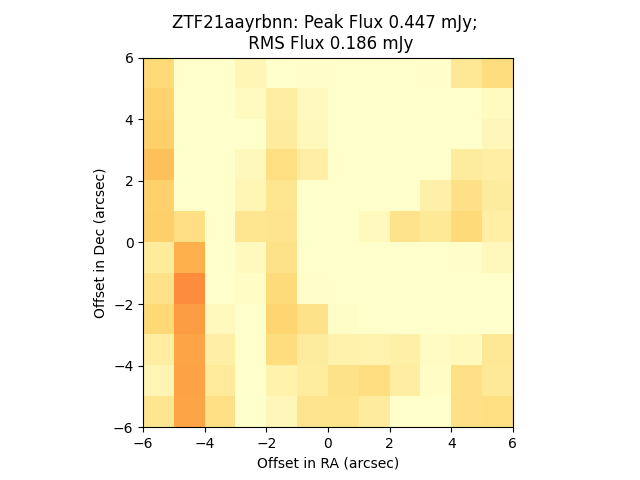 ZTF21aayrbnn: Peak Flux 0.447 mJy;
RMS Flux 0.186 mJy
6
4
2
0
−2
−4
−6
Offset in Dec (arcsec)
−6 −4 −2 0 2 4 6
Offset in RA (arcsec)